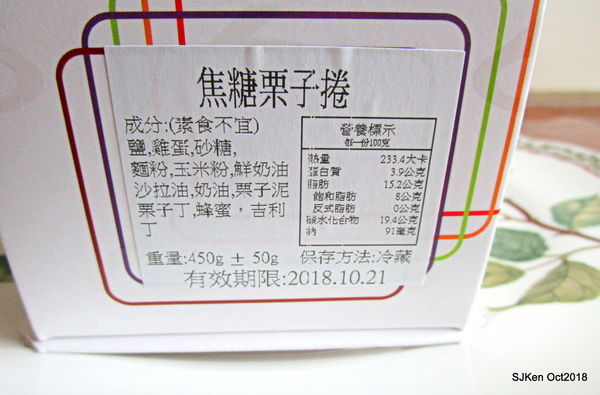 焦糖栗子捲
成分:(素食不宜)
鹽,雞蛋,砂糖,
麵粉,玉米粉,鮮奶油
沙拉油,奶油,栗子泥
栗子丁,蜂蜜，吉利
丁
營養標示
每一份100克
熱量 233.4大卡
蛋白質 3.9公克
脂肪 15.2公克
飽和脂肪 8公克
反式脂肪 0公克
碳水化合物 19.4公克
鈉 91毫克
重量:450g ± 50g 保存方法:冷藏
有效期限:2018.10.21
SJKen Oct2018